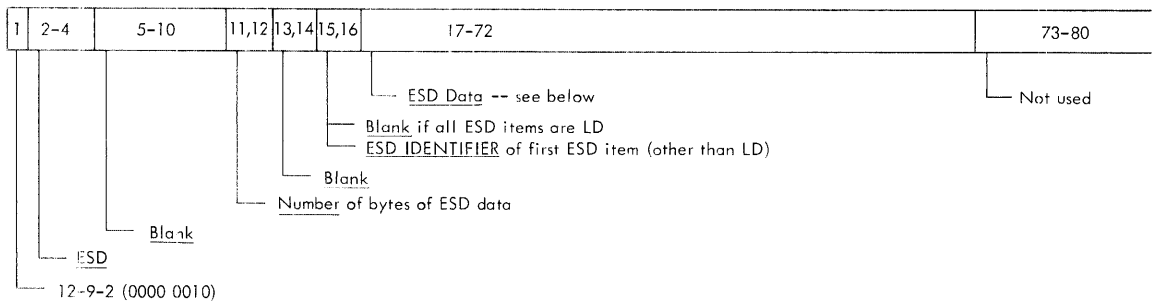 1 2-4 5-10 11,12 13,14 15,16 17-72 73-80
ESD Data -- see below
Not used
Blank if all ESD items are LD
ESD IDENTIFIER of first ESD item (other than LD)
Blank
Number of bytes of ESD data
Blank
ESD
12-9-2 (0000 0010)